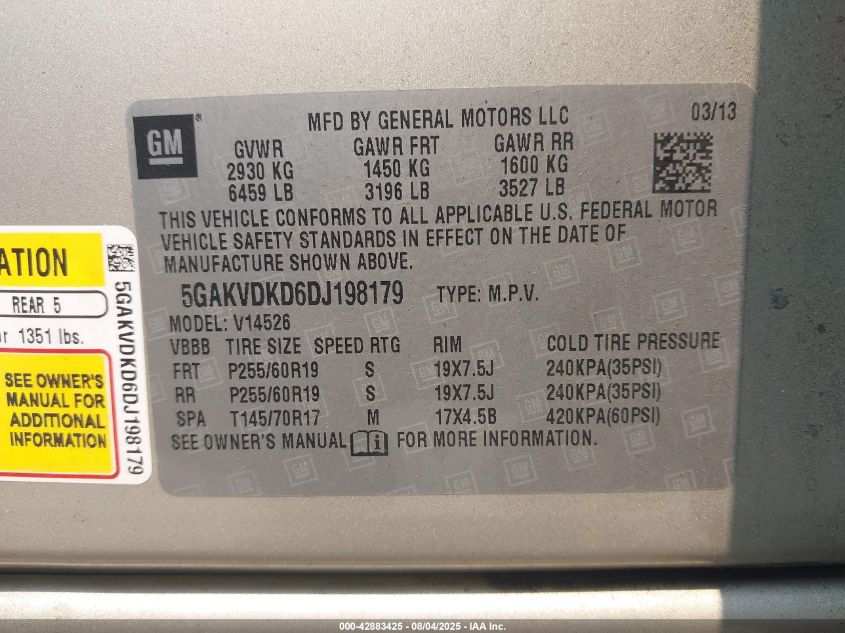 GM
MFD BY GENERAL MOTORS LLC
03/13
GVWR GAWR FRT GAWR RR
2930 KG 1450 KG 1600 KG
6459 LB 3196 LB 3527 LB
THIS VEHICLE CONFORMS TO ALL APPLICABLE U.S. FEDERAL MOTOR
VEHICLE SAFETY STANDARDS IN EFFECT ON THE DATE OF
MANUFACTURE SHOWN ABOVE.
5GAKVDKD6DJ198179 TYPE: M.P.V.
MODEL: V14526
VBBB TIRE SIZE SPEED RTG RIM COLD TIRE PRESSURE
FRT P255/60R19 S 19X7.5J 240KPA(35PSI)
RR P255/60R19 S 19X7.5J 240KPA(35PSI)
SPA T145/70R17 M 17X4.5B 420KPA(60PSI)
SEE OWNER'S MANUAL FOR MORE INFORMATION.
ATION
REAR 5
or 1351 lbs.
SEE OWNER'S
MANUAL FOR
ADDITIONAL
INFORMATION
5GAKVDKD6DJ198179
000-42883425 - 08/04/2025 - IAA Inc.